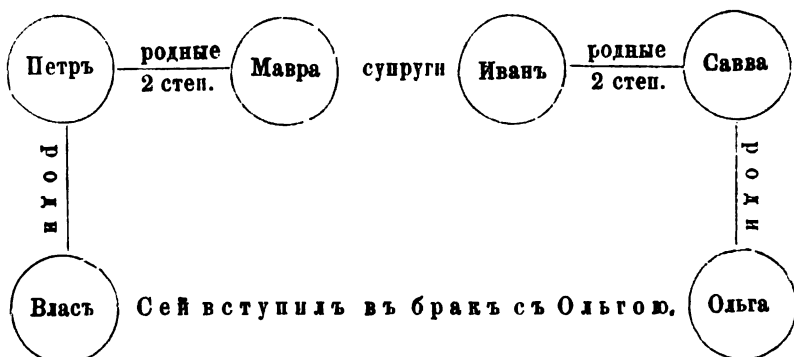 Петръ родные 2 степ. Мавра супруги Иванъ родные 2 степ. Савва
роди роди
Власъ Сей вступилъ въ бракъ съ Ольгою. Ольга